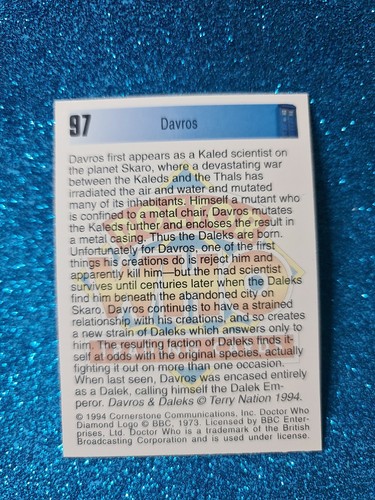 97
Davros
Davros first appears as a Kaled scientist on
the planet Skaro, where a devastating war
between the Kaleds and the Thals has
irradiated the air and water and mutated
many of its inhabitants. Himself a mutant who
is confined to a metal chair, Davros mutates
the Kaleds further and encloses the result in
a metal casing. Thus the Daleks are born.
Unfortunately for Davros, one of the first
things his creations do is reject him and
apparently kill him—but the mad scientist
survives until centuries later when the Daleks
find him beneath the abandoned city of
Skaro. Davros continues to have a strained
relationship with his creations, and so creates
a new strain of Daleks which answers only to
him. The resulting faction of Daleks finds it-
self at odds with the original species, actually
fighting it out on more than one occasion.
When last seen, Davros was encased entirely
as a Dalek, calling himself the Dalek Em-
peror. Davros & Daleks © Terry Nation 1994.
© 1994 Cornerstone Communications, Inc. Doctor Who
Diamond Logo © BBC, 1973. Licensed by BBC Enter-
prises, Ltd. Doctor Who is a trademark of the British
Broadcasting Corporation and is used under license.